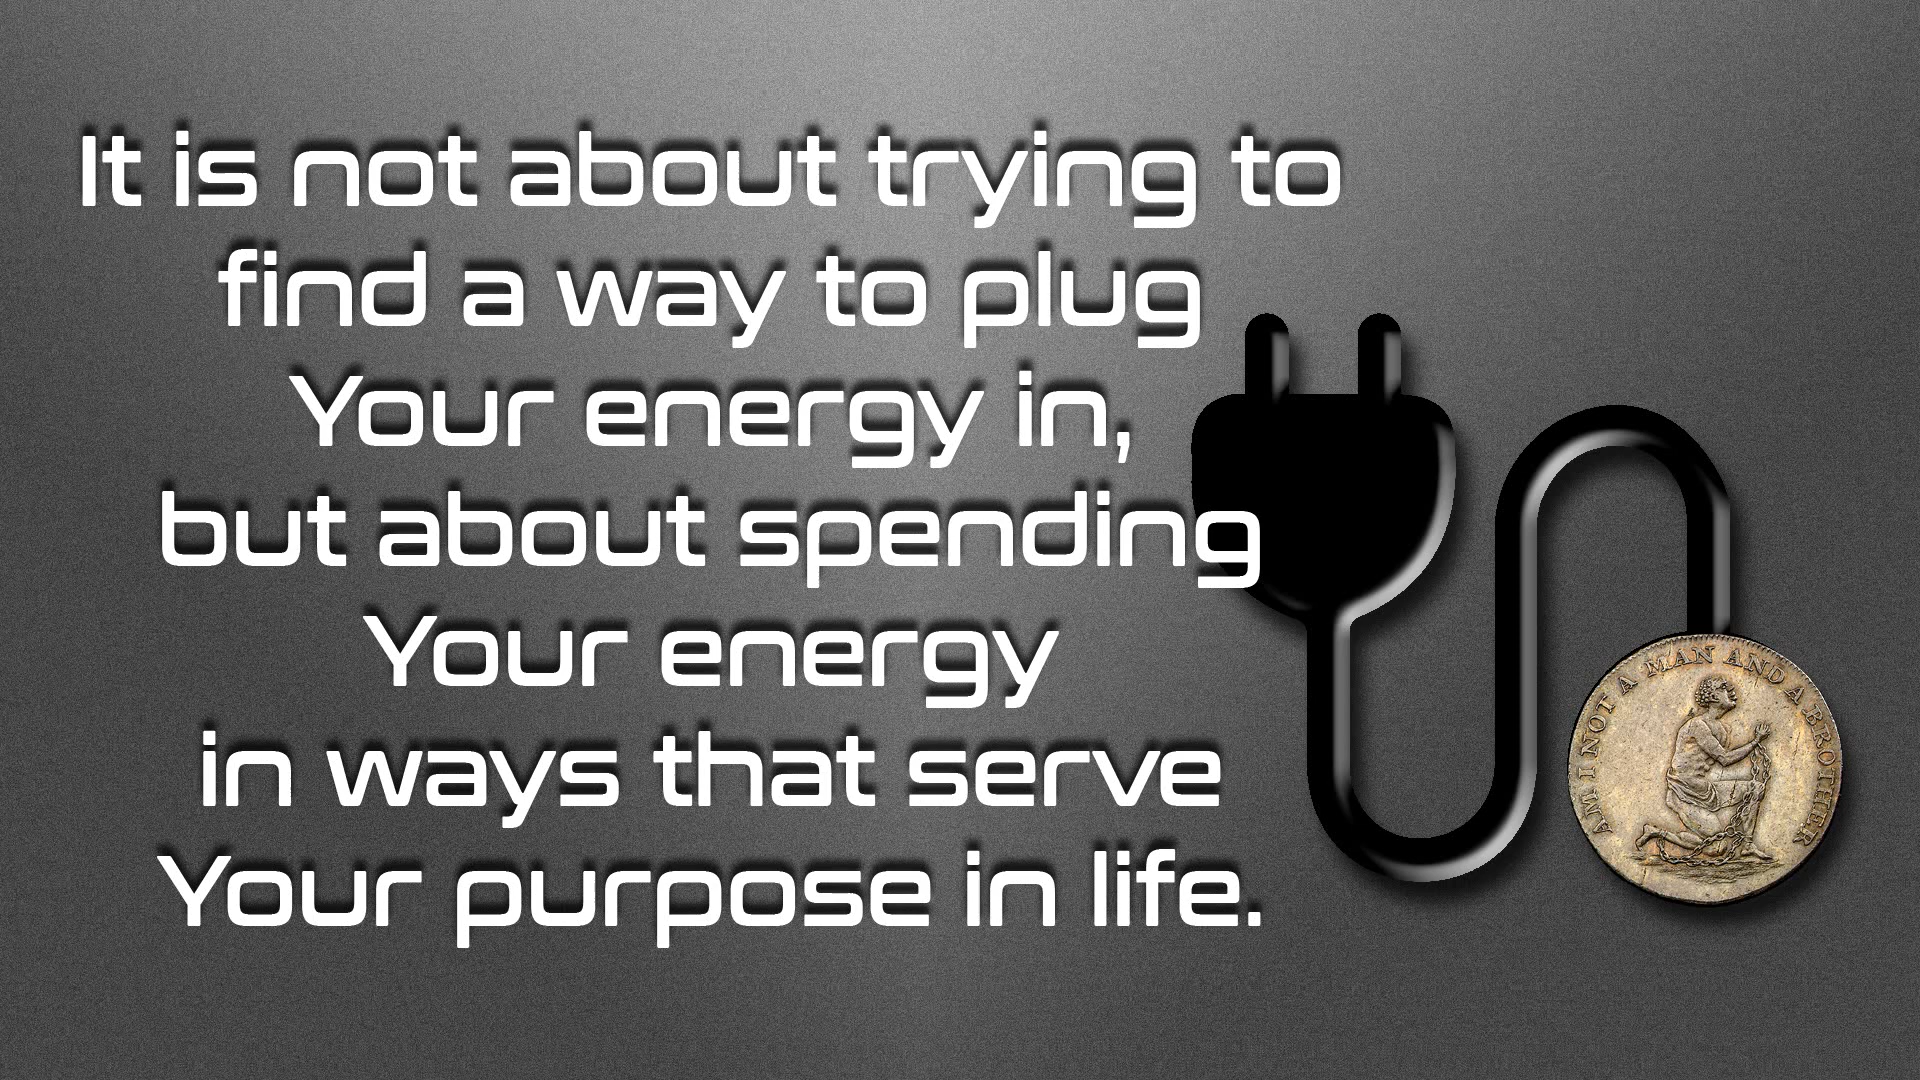 It is not about trying to
find a way to plug
Your energy in,
but about spending
Your energy
in ways that serve
Your purpose in life.
AM I NOT A MAN AND A BROTHER